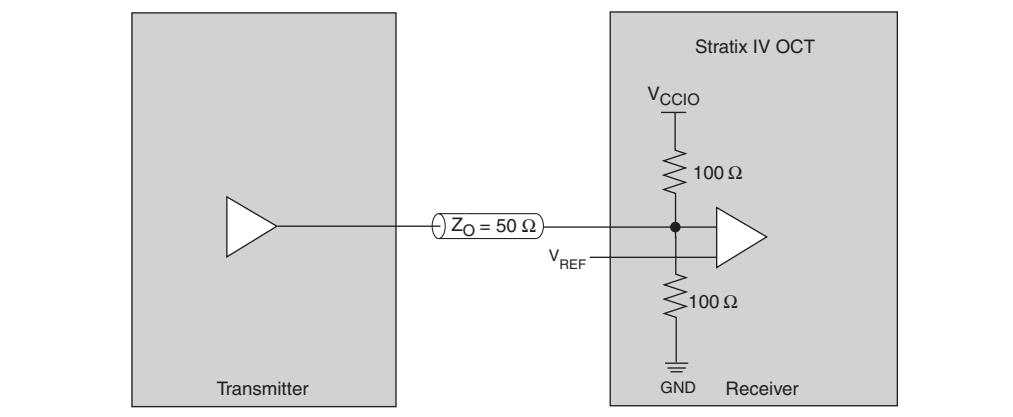 Stratix IV OCT
VCCIO
100 Ω
ZO = 50 Ω
VREF
100 Ω
GND
Transmitter
Receiver